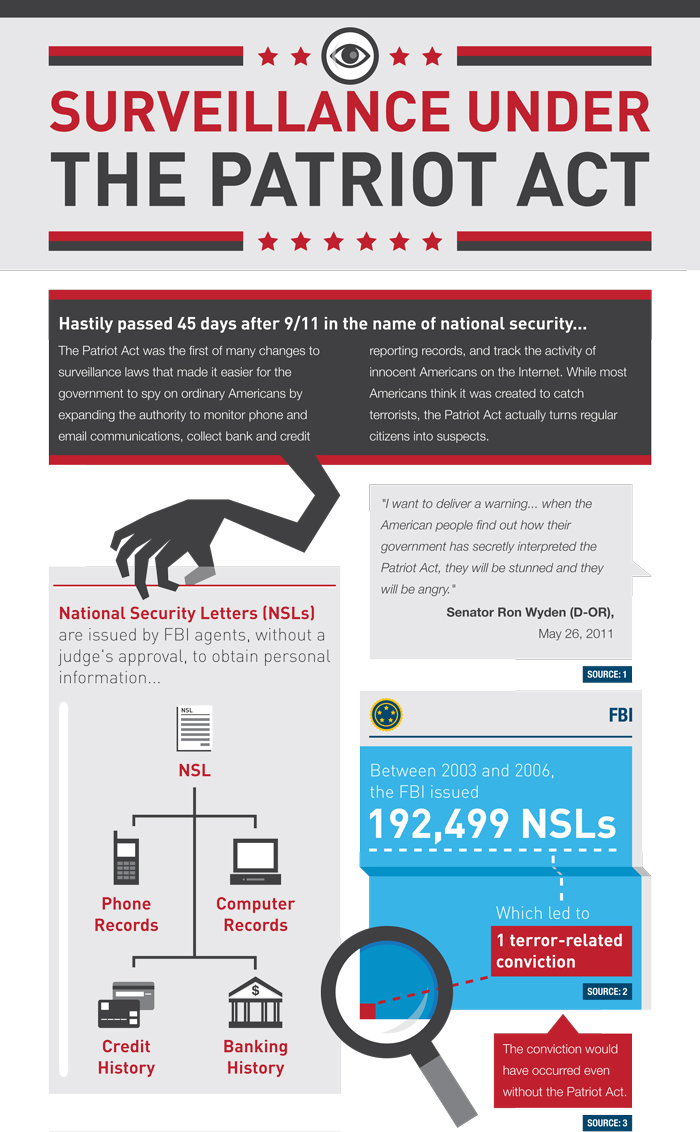 SURVEILLANCE UNDER
THE PATRIOT ACT
Hastily passed 45 days after 9/11 in the name of national security...
The Patriot Act was the first of many changes to
surveillance laws that made it easier for the
government to spy on ordinary Americans by
expanding the authority to monitor phone and
email communications, collect bank and credit
reporting records, and track the activity of
innocent Americans on the Internet. While most
Americans think it was created to catch
terrorists, the Patriot Act actually turns regular
citizens into suspects.
"I want to deliver a warning... when the
American people find out how their
government has secretly interpreted the
Patriot Act, they will be stunned and they
will be angry."
Senator Ron Wyden (D-OR),
May 26, 2011
SOURCE: 1
National Security Letters (NSLs)
are issued by FBI agents, without a
judge's approval, to obtain personal
information...
NSL
NSL
Phone
Records
Computer
Records
Credit
History
$
Banking
History
FBI
Between 2003 and 2006,
the FBI issued
192,499 NSLs
Which led to
1 terror-related
conviction
SOURCE: 2
The conviction would
have occurred even
without the Patriot Act.
SOURCE: 3